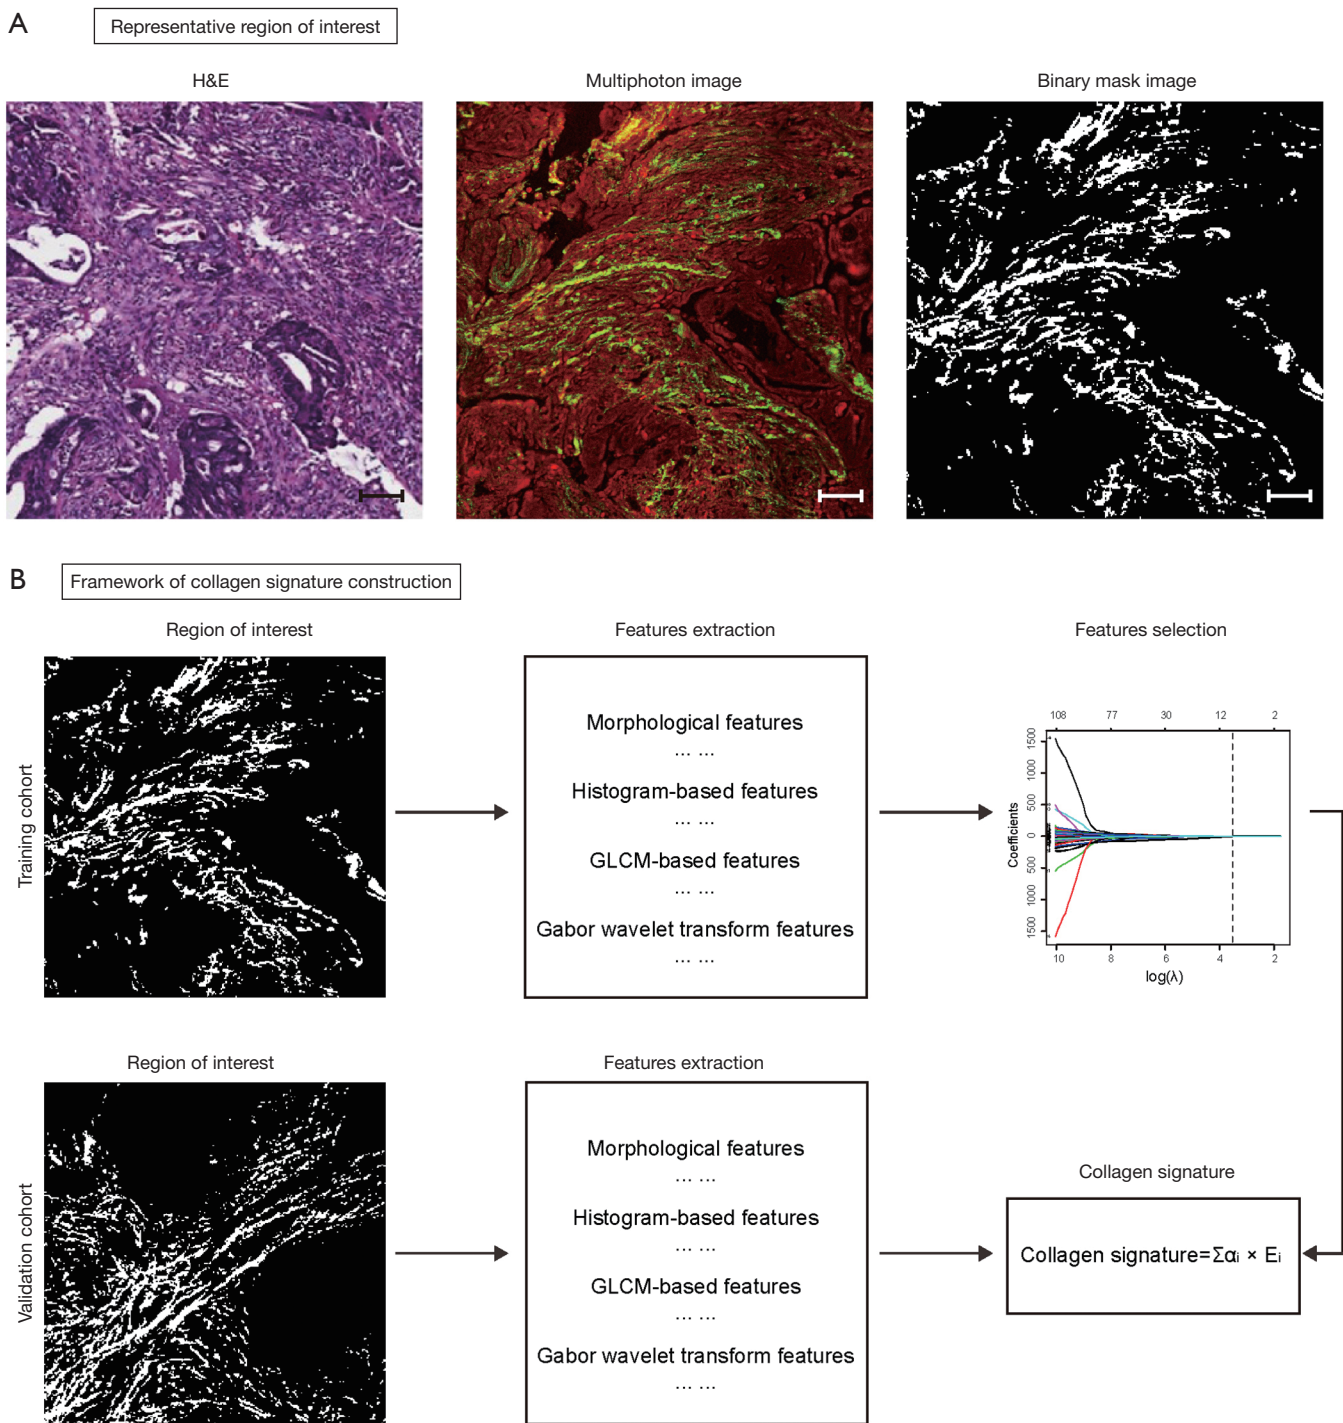 A
Representative region of interest
H&E
Multiphoton image
Binary mask image
B
Framework of collagen signature construction
Region of interest
Features extraction
Features selection
Training cohort
Morphological features
... ...
Histogram-based features
... ...
GLCM-based features
... ...
Gabor wavelet transform features
... ...
108 77 30 12 2
Coefficients
1500
1000
500
0
500
1000
1500
10 8 6 4 2
log(λ)
Region of interest
Features extraction
Validation cohort
Morphological features
... ...
Histogram-based features
... ...
GLCM-based features
... ...
Gabor wavelet transform features
... ...
Collagen signature
Collagen signature=Σαi × Ei